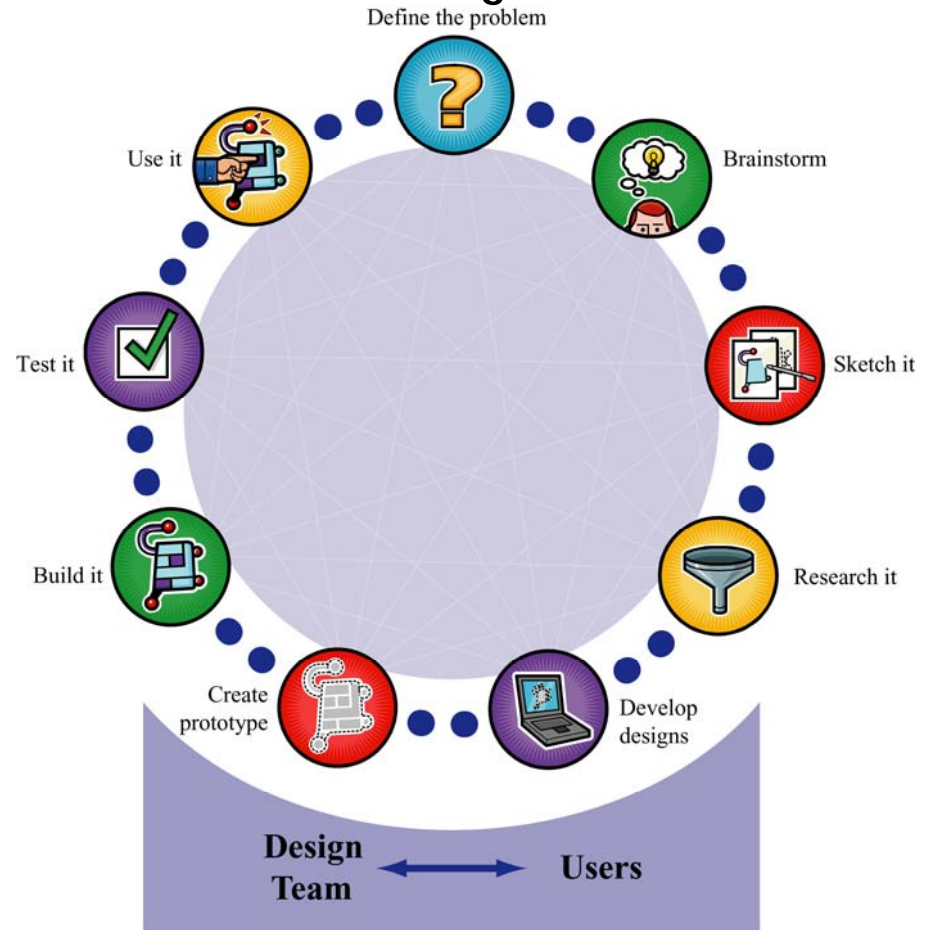 Define the problem
Brainstorm
Sketch it
Research it
Develop
designs
Create
prototype
Build it
Test it
Use it
Design
Team
Users